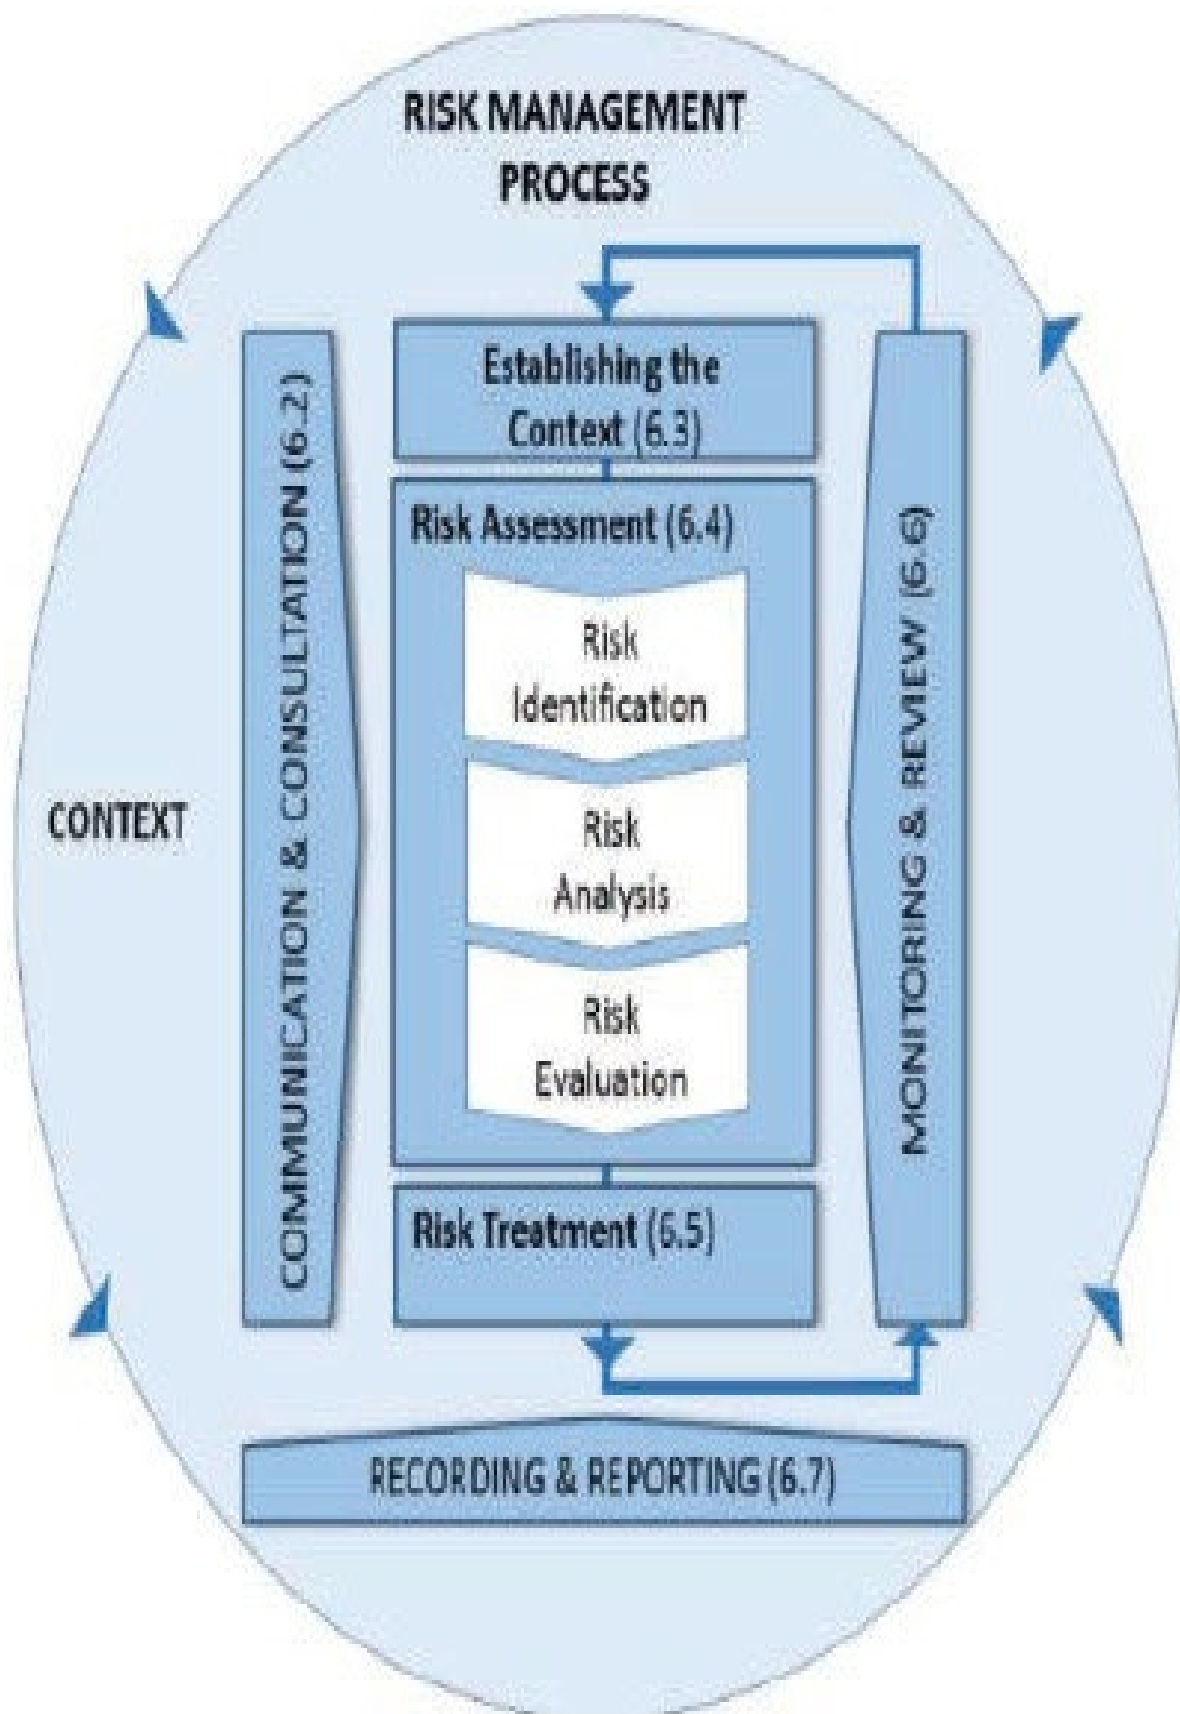 RISK MANAGEMENT
PROCESS
Establishing the
Context (6.3)
COMMUNICATION & CONSULTATION (6.2)
Risk Assessment (6.4)
Risk
Identification
Risk
Analysis
Risk
Evaluation
MONITORING & REVIEW (6.6)
CONTEXT
Risk Treatment (6.5)
RECORDING & REPORTING (6.7)